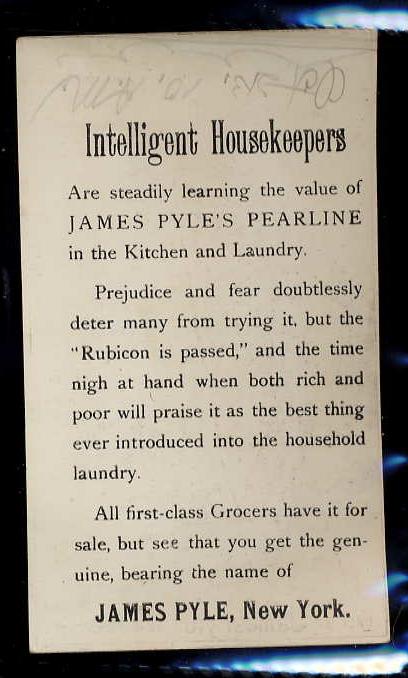 Intelligent Housekeepers
Are steadily learning the value of
JAMES PYLE'S PEARLINE
in the Kitchen and Laundry.
Prejudice and fear doubtlessly
deter many from trying it, but the
"Rubicon is passed," and the time
nigh at hand when both rich and
poor will praise it as the best thing
ever introduced into the household
laundry.
All first-class Grocers have it for
sale, but see that you get the gen-
uine, bearing the name of
JAMES PYLE, New York.